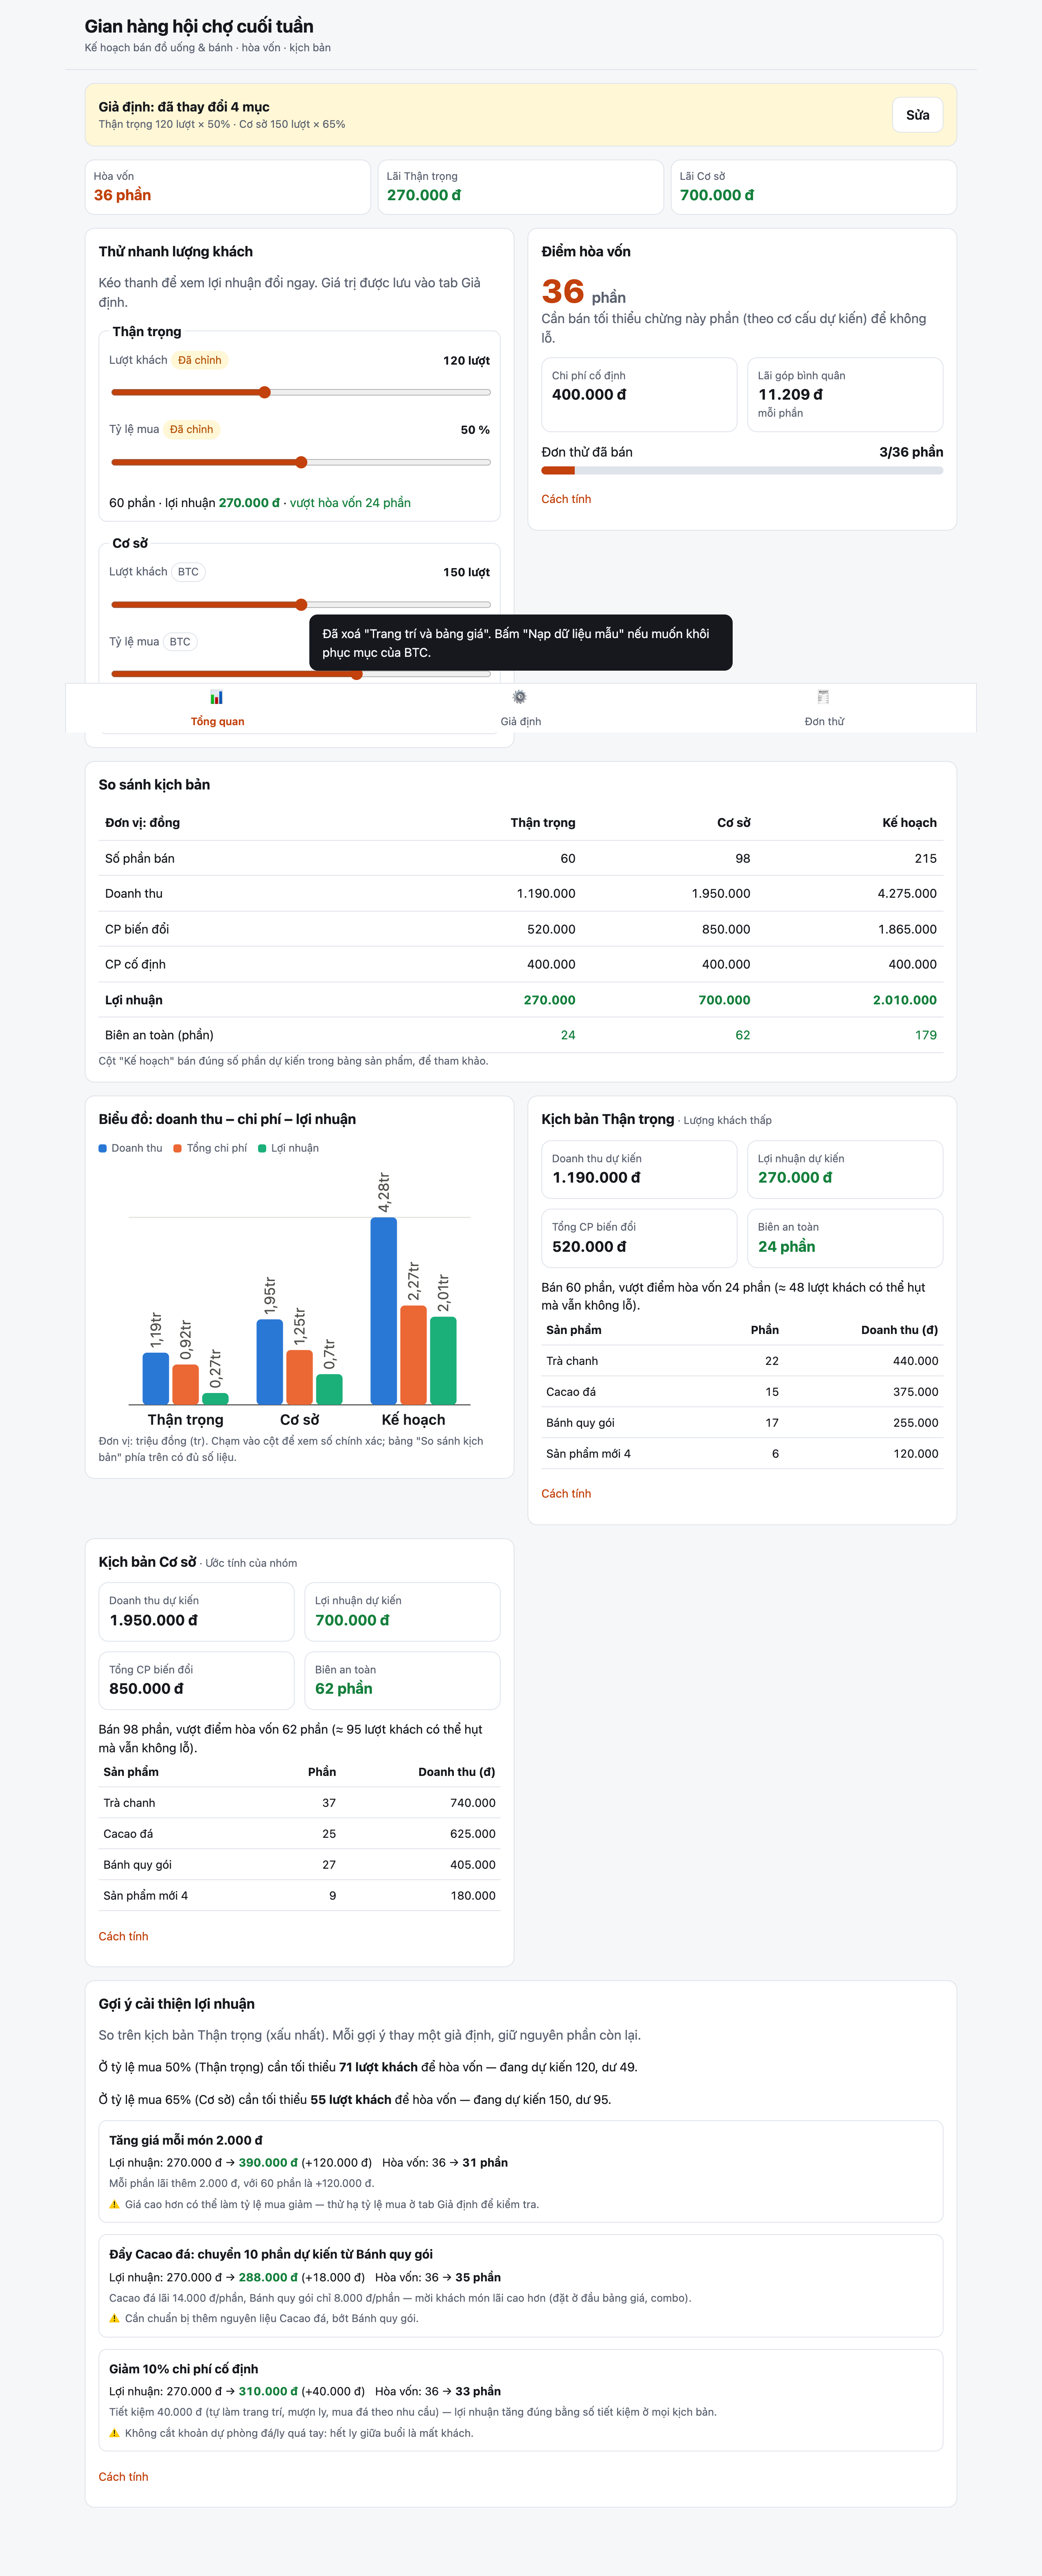 Gian hàng hội chợ cuối tuần
Kế hoạch bán đồ uống & bánh · hòa vốn · kịch bản
Giả định: đã thay đổi 4 mục
Thận trọng 120 lượt × 50% · Cơ sở 150 lượt × 65%
Sửa
Hòa vốn
36 phần
Lãi Thận trọng
270.000 đ
Lãi Cơ sở
700.000 đ
Thử nhanh lượng khách
Kéo thanh để xem lợi nhuận đổi ngay. Giá trị được lưu vào tab Giả
định.
Thận trọng
Lượt khách Đã chỉnh 120 lượt
Tỷ lệ mua Đã chỉnh 50 %
60 phần · lợi nhuận 270.000 đ · vượt hòa vốn 24 phần
Cơ sở
Lượt khách BTC 150 lượt
Tỷ lệ mua BTC
Điểm hòa vốn
36 phần
Cần bán tối thiểu chừng này phần (theo cơ cấu dự kiến) để không
lỗ.
Chi phí cố định
400.000 đ
Lãi góp bình quân
11.209 đ
mỗi phần
Đơn thử đã bán 3/36 phần
Cách tính
Đã xoá "Trang trí và bảng giá". Bấm "Nạp dữ liệu mẫu" nếu muốn khôi
phục mục của BTC.
Tổng quan
Giả định
Đơn thử
So sánh kịch bản
Đơn vị: đồng Thận trọng Cơ sở Kế hoạch
Số phần bán 60 98 215
Doanh thu 1.190.000 1.950.000 4.275.000
CP biến đổi 520.000 850.000 1.865.000
CP cố định 400.000 400.000 400.000
Lợi nhuận 270.000 700.000 2.010.000
Biên an toàn (phần) 24 62 179
Cột "Kế hoạch" bán đúng số phần dự kiến trong bảng sản phẩm, để tham khảo.
Biểu đồ: doanh thu – chi phí – lợi nhuận
Doanh thu Tổng chi phí Lợi nhuận
1,19tr
0,92tr
0,27tr
1,95tr
1,25tr
0,7tr
4,28tr
2,27tr
2,01tr
Thận trọng Cơ sở Kế hoạch
Đơn vị: triệu đồng (tr). Chạm vào cột để xem số chính xác; bảng "So sánh kịch
bản" phía trên có đủ số liệu.
Kịch bản Thận trọng · Lượng khách thấp
Doanh thu dự kiến
1.190.000 đ
Lợi nhuận dự kiến
270.000 đ
Tổng CP biến đổi
520.000 đ
Biên an toàn
24 phần
Bán 60 phần, vượt điểm hòa vốn 24 phần (≈ 48 lượt khách có thể hụt
mà vẫn không lỗ).
Sản phẩm Phần Doanh thu (đ)
Trà chanh 22 440.000
Cacao đá 15 375.000
Bánh quy gói 17 255.000
Sản phẩm mới 4 6 120.000
Cách tính
Kịch bản Cơ sở · Ước tính của nhóm
Doanh thu dự kiến
1.950.000 đ
Lợi nhuận dự kiến
700.000 đ
Tổng CP biến đổi
850.000 đ
Biên an toàn
62 phần
Bán 98 phần, vượt điểm hòa vốn 62 phần (≈ 95 lượt khách có thể hụt
mà vẫn không lỗ).
Sản phẩm Phần Doanh thu (đ)
Trà chanh 37 740.000
Cacao đá 25 625.000
Bánh quy gói 27 405.000
Sản phẩm mới 4 9 180.000
Cách tính
Gợi ý cải thiện lợi nhuận
So trên kịch bản Thận trọng (xấu nhất). Mỗi gợi ý thay một giả định, giữ nguyên phần còn lại.
Ở tỷ lệ mua 50% (Thận trọng) cần tối thiểu 71 lượt khách để hòa vốn — đang dự kiến 120, dư 49.
Ở tỷ lệ mua 65% (Cơ sở) cần tối thiểu 55 lượt khách để hòa vốn — đang dự kiến 150, dư 95.
Tăng giá mỗi món 2.000 đ
Lợi nhuận: 270.000 đ → 390.000 đ (+120.000 đ) Hòa vốn: 36 → 31 phần
Mỗi phần lãi thêm 2.000 đ, với 60 phần là +120.000 đ.
⚠️ Giá cao hơn có thể làm tỷ lệ mua giảm — thử hạ tỷ lệ mua ở tab Giả định để kiểm tra.
Đẩy Cacao đá: chuyển 10 phần dự kiến từ Bánh quy gói
Lợi nhuận: 270.000 đ → 288.000 đ (+18.000 đ) Hòa vốn: 36 → 35 phần
Cacao đá lãi 14.000 đ/phần, Bánh quy gói chỉ 8.000 đ/phần — mời khách món lãi cao hơn (đặt ở đầu bảng giá, combo).
⚠️ Cần chuẩn bị thêm nguyên liệu Cacao đá, bớt Bánh quy gói.
Giảm 10% chi phí cố định
Lợi nhuận: 270.000 đ → 310.000 đ (+40.000 đ) Hòa vốn: 36 → 33 phần
Tiết kiệm 40.000 đ (tự làm trang trí, mượn ly, mua đá theo nhu cầu) — lợi nhuận tăng đúng bằng số tiết kiệm ở mọi kịch bản.
⚠️ Không cắt khoản dự phòng đá/ly quá tay: hết ly giữa buổi là mất khách.
Cách tính